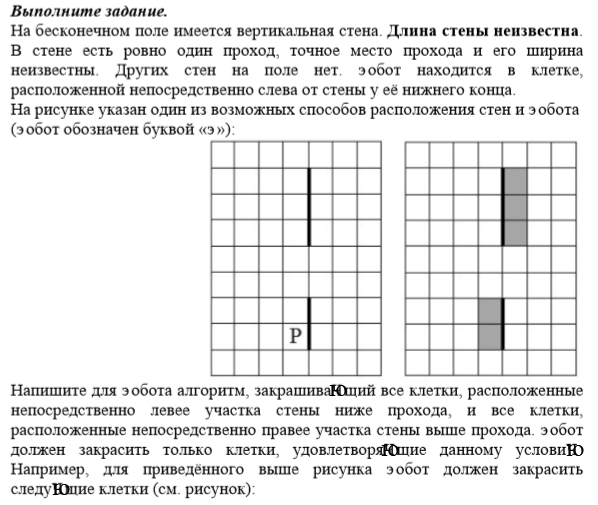 Выполните задание.
На бесконечном поле имеется вертикальная стена. Длина стены неизвестна.
В стене есть ровно один проход, точное место прохода и его ширина
неизвестны. Других стен на поле нет. эобот находится в клетке,
расположенной непосредственно слева от стены у её нижнего конца.
На рисунке указан один из возможных способов расположения стен и эобота
(эобот обозначен буквой «э»):
Р
Напишите для эобота алгоритм, закрашивающий все клетки, расположенные
непосредственно левее участка стены ниже прохода, и все клетки,
расположенные непосредственно правее участка стены выше прохода. эобот
должен закрасить только клетки, удовлетворяющие данному условию
Например, для приведённого выше рисунка эобот должен закрасить
следующие клетки (см. рисунок):